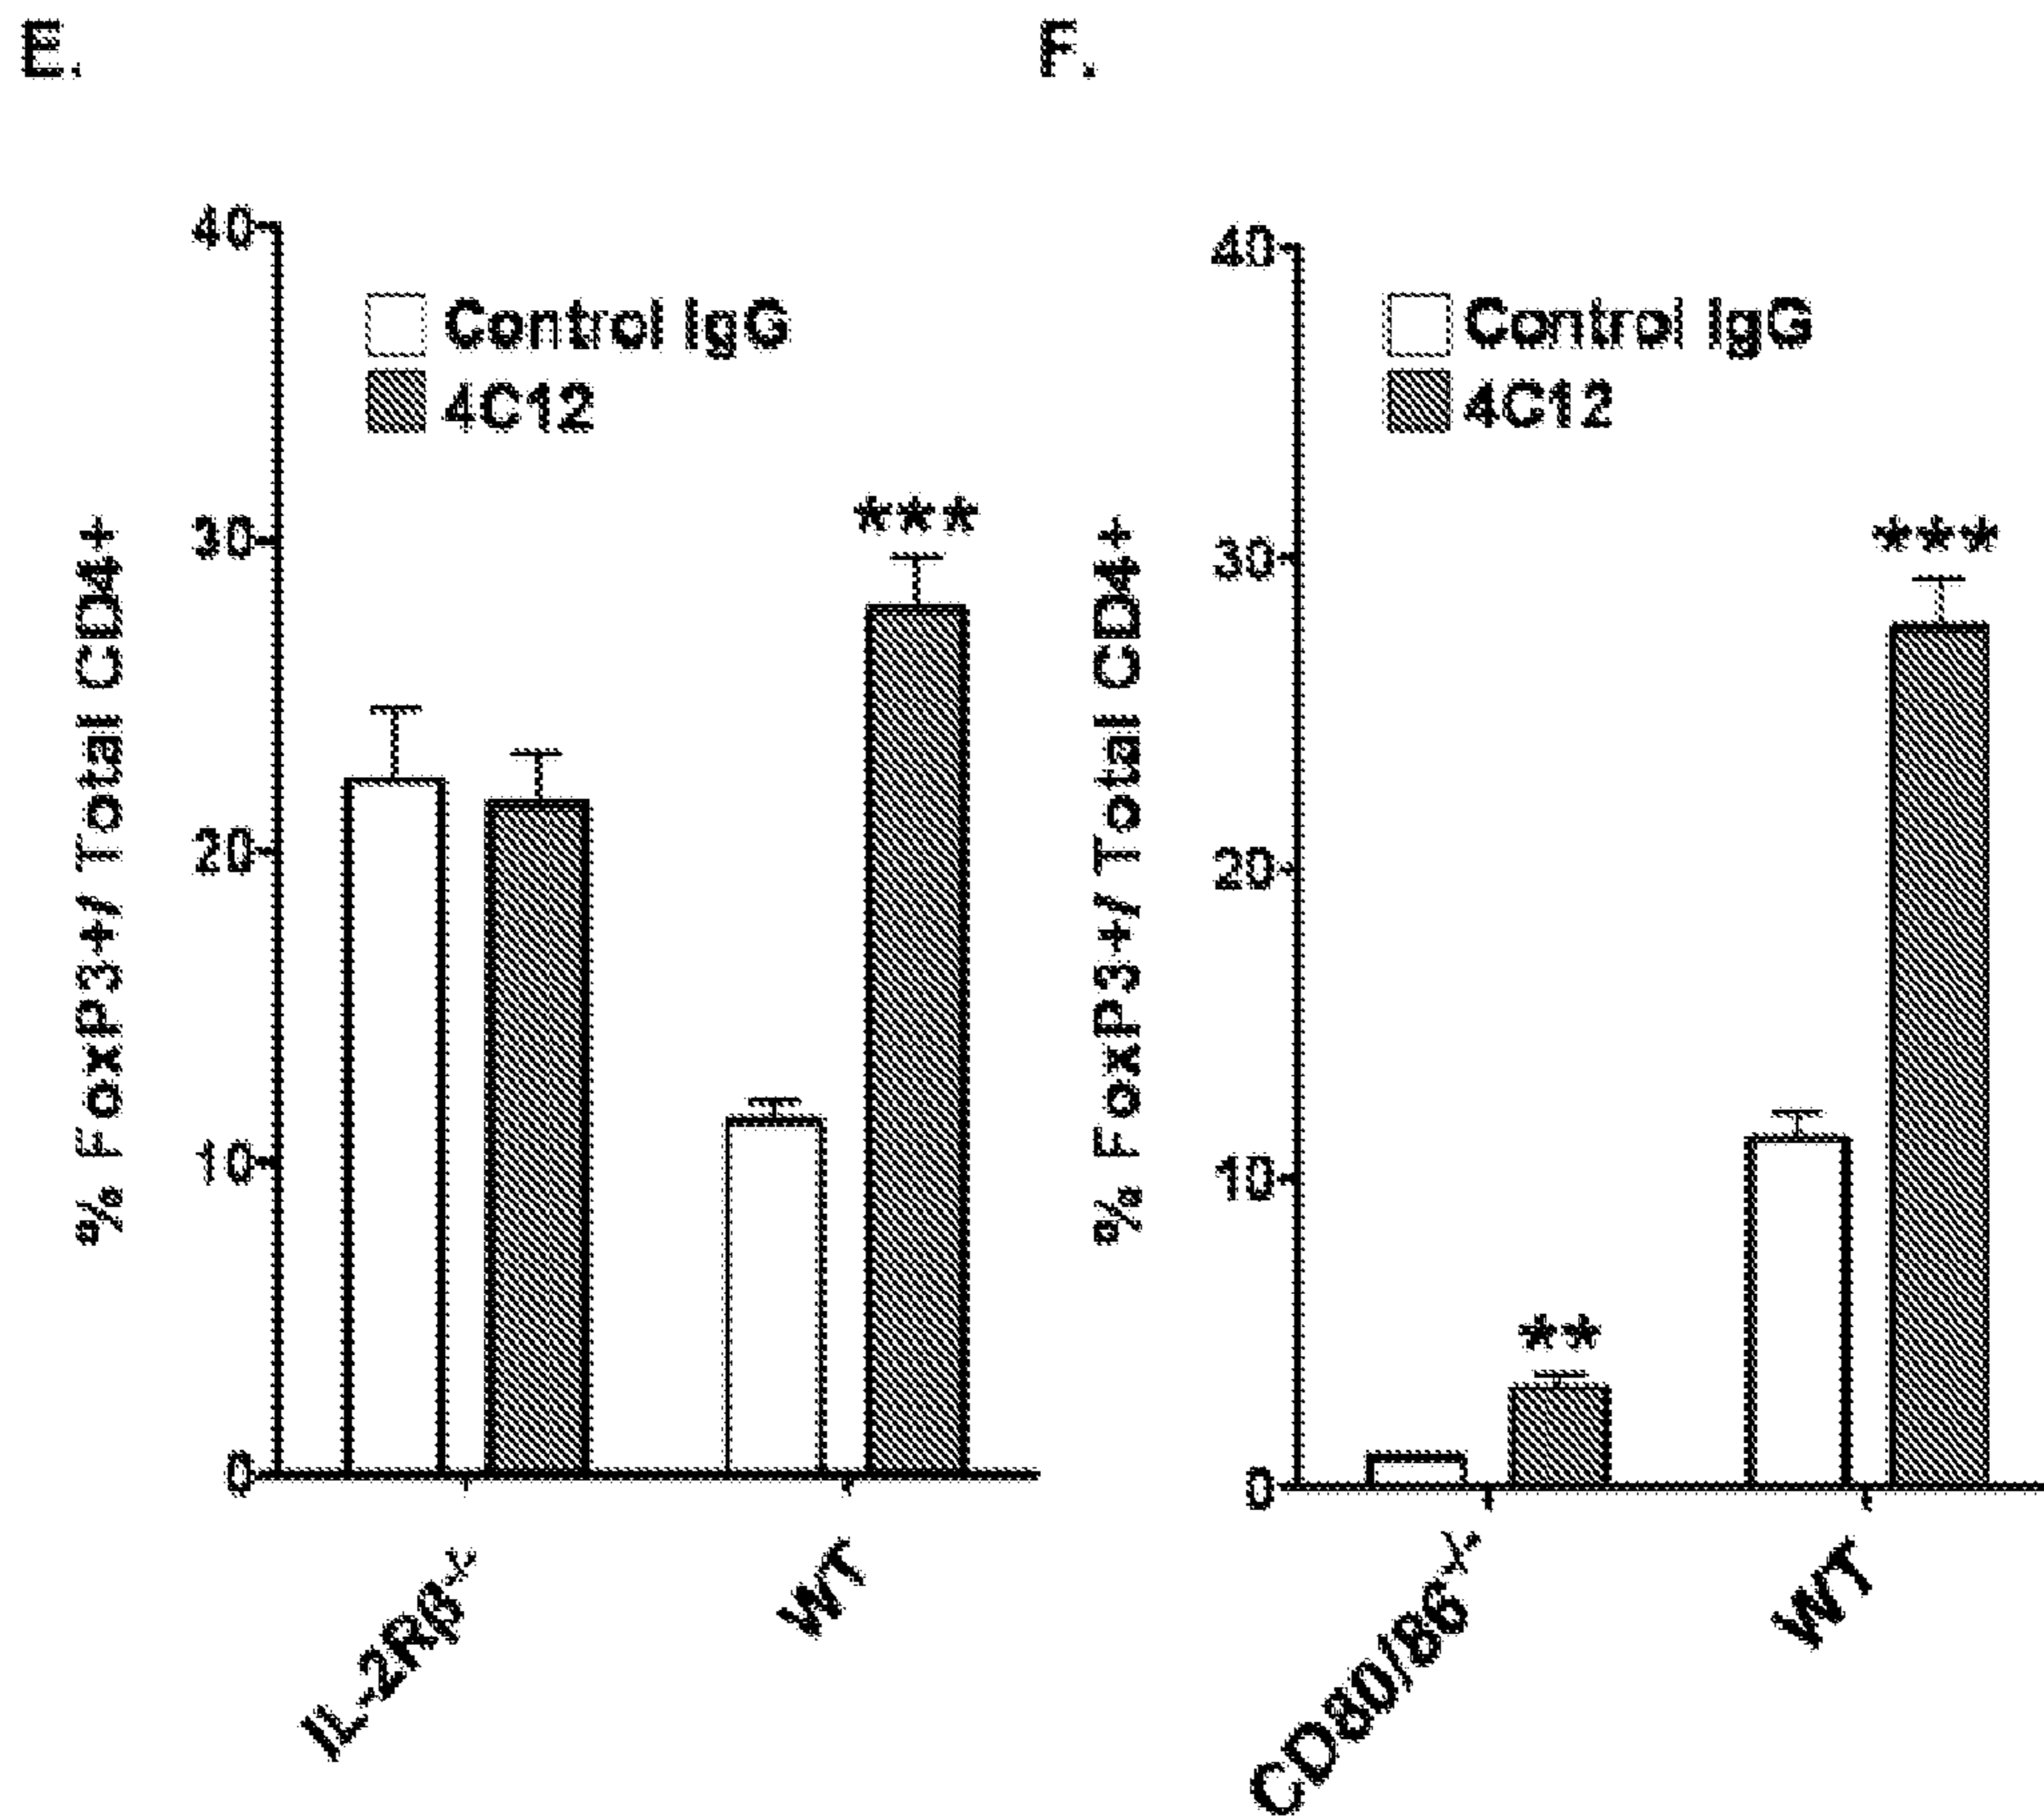 E.
% FoxP3+/ Total CD4+
40
30
20
10
0
Control IgG
4C12
***
IL-2Rβ-/-
WT
F.
% FoxP3+/ Total CD4+
40
30
20
10
0
Control IgG
4C12
***
**
CD80/86-/-
WT